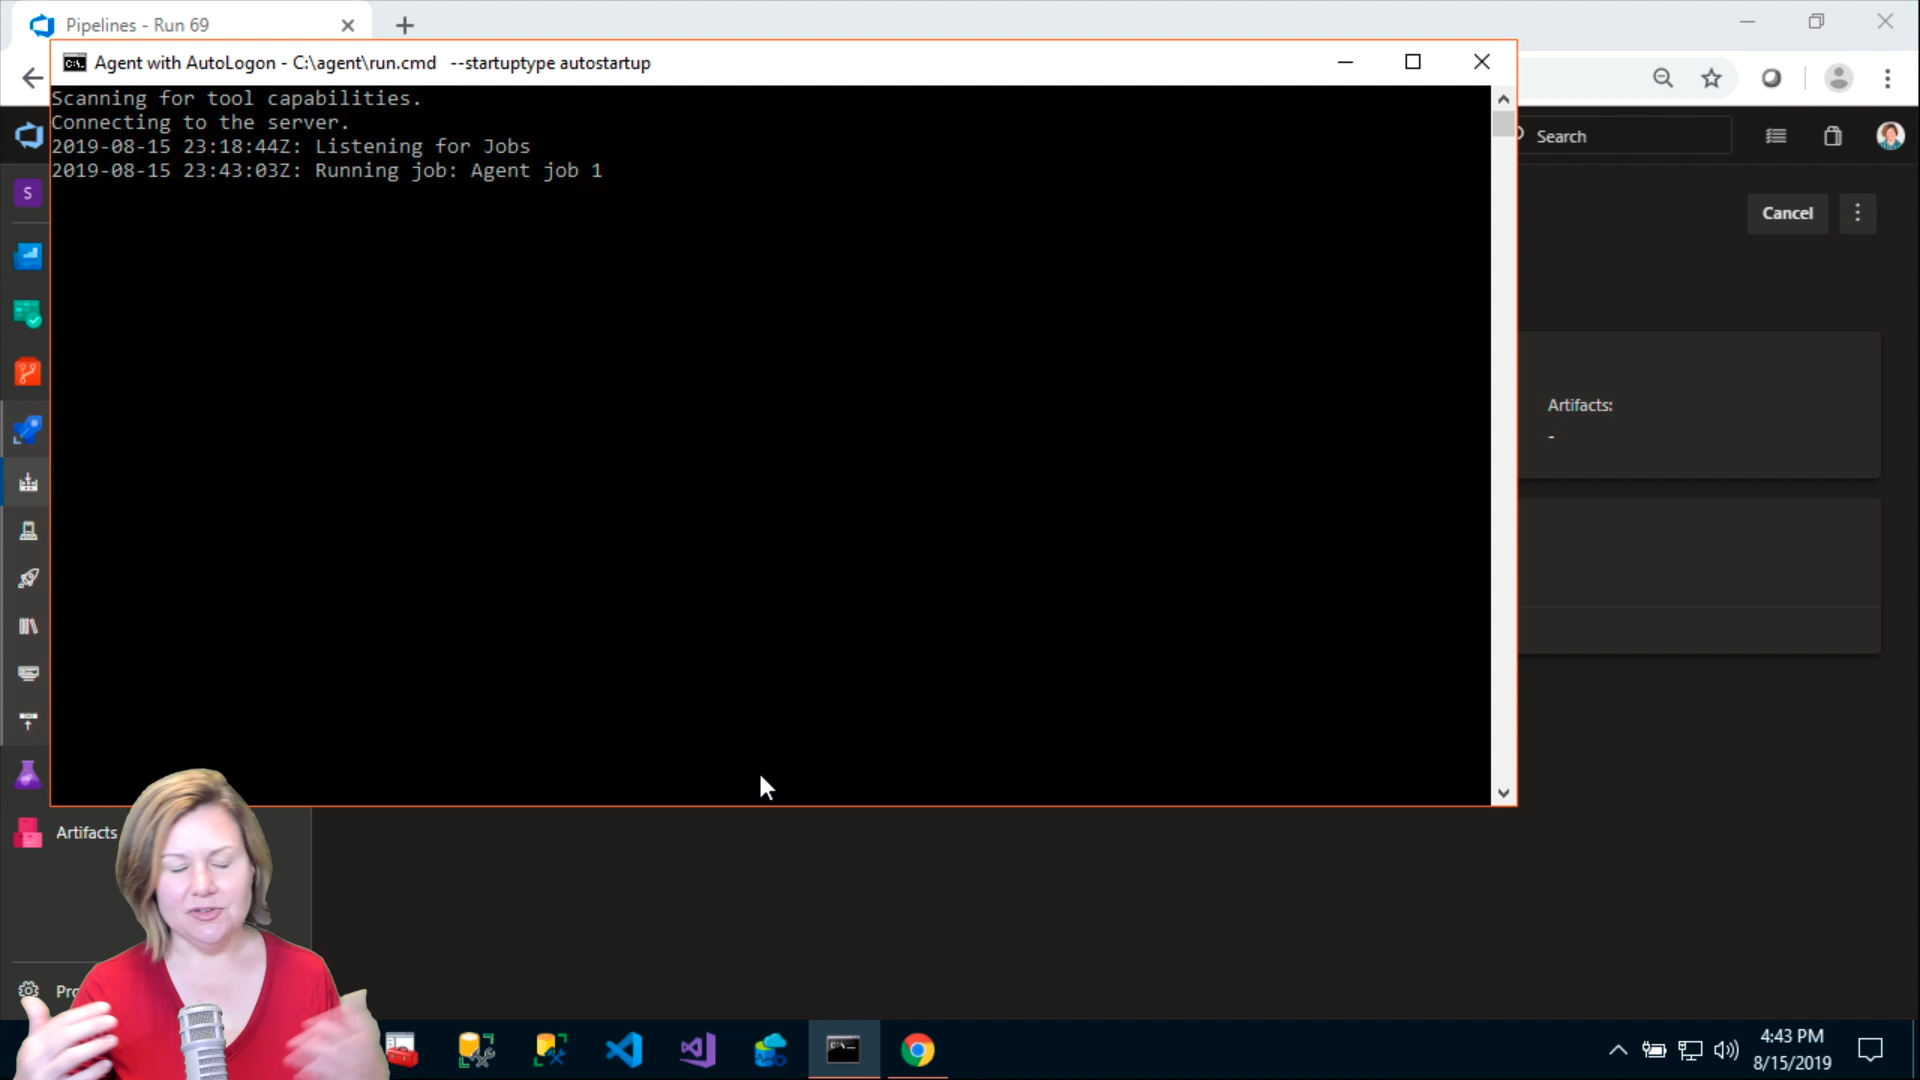 Pipelines - Run 69
Agent with AutoLogon - C:\agent\run.cmd --startuptype autostartup
Scanning for tool capabilities.
Connecting to the server.
2019-08-15 23:18:44Z: Listening for Jobs
2019-08-15 23:43:03Z: Running job: Agent job 1
Search
S
Cancel
Artifacts:
-
Artifacts
4:43 PM
8/15/2019